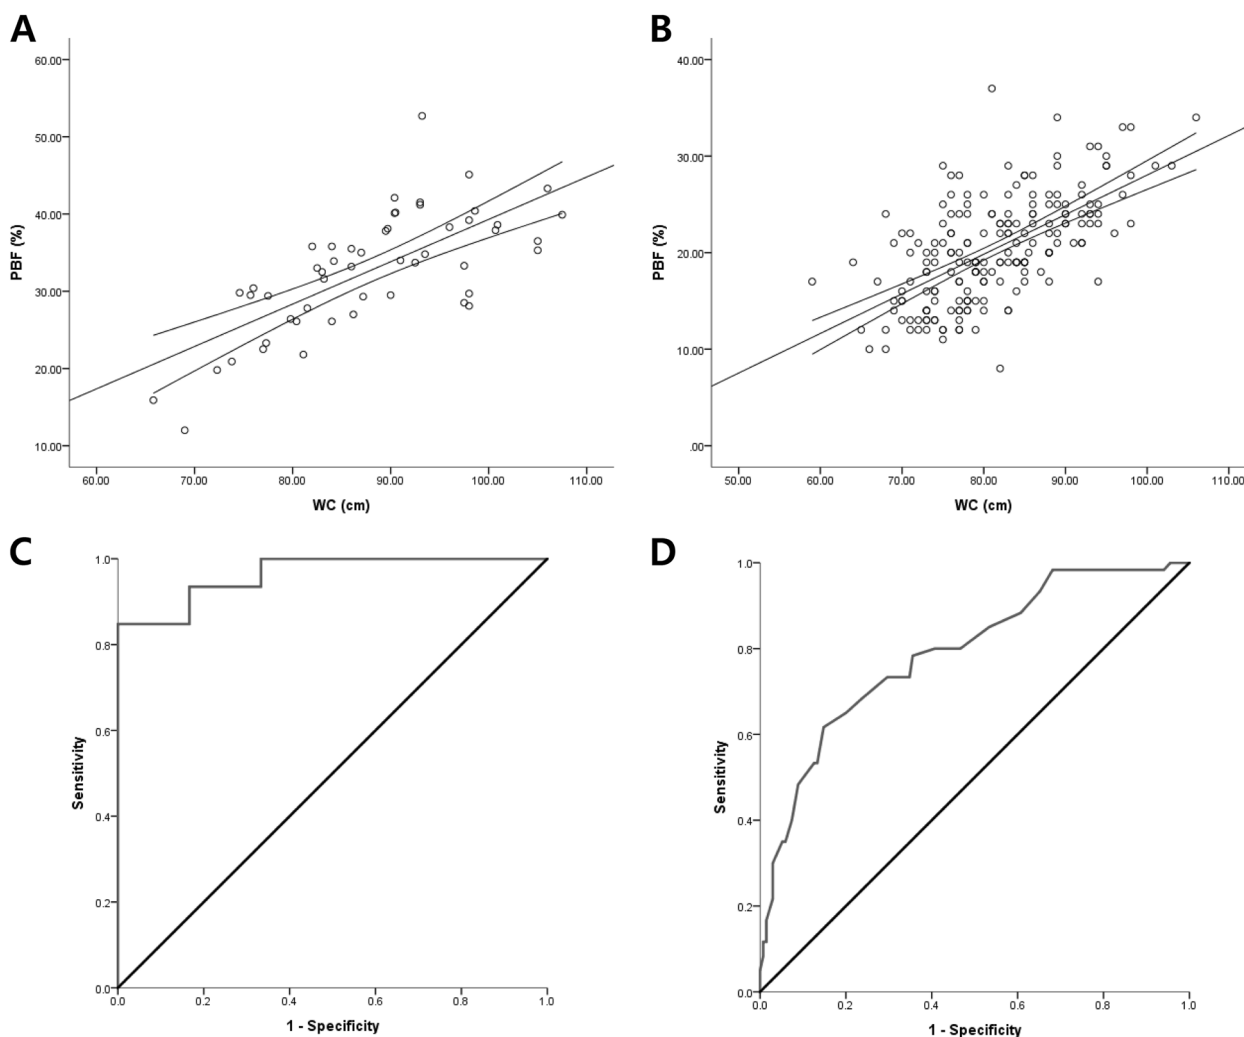 A
B
60.00
50.00
40.00
30.00
20.00
10.00
PBF (%)
60.00 70.00 80.00 90.00 100.00 110.00
WC (cm)
40.00
30.00
20.00
10.00
.00
PBF (%)
50.00 60.00 70.00 80.00 90.00 100.00 110.00
WC (cm)
C
D
1.0
0.8
0.6
0.4
0.2
0.0
Sensitivity
0.0 0.2 0.4 0.6 0.8 1.0
1 - Specificity
1.0
0.8
0.6
0.4
0.2
0.0
Sensitivity
0.0 0.2 0.4 0.6 0.8 1.0
1 - Specificity